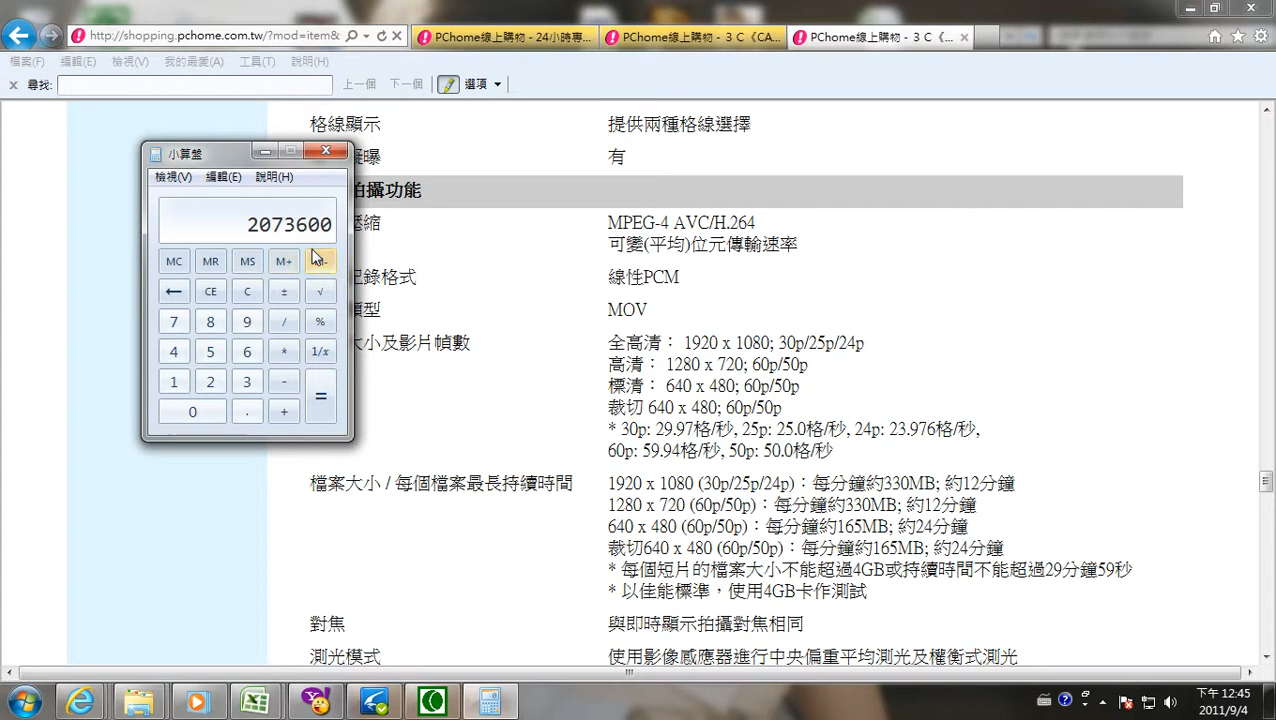 http://shopping.pchome.com.tw/?mod=item&
PChome線上購物 - 24小時專...
PChome線上購物 - ３Ｃ《CA...
PChome線上購物 - ３Ｃ《...
檔案(F) 編輯(E) 檢視(V) 我的最愛(A) 工具(T) 說明(H)
尋找: 上一個 下一個 選項
格線顯示 提供兩種格線選擇
曝 有
拍攝功能
壓縮 MPEG-4 AVC/H.264
可變(平均)位元傳輸速率
記錄格式 線性PCM
類型 MOV
大小及影片幀數 全高清： 1920 x 1080; 30p/25p/24p
高清： 1280 x 720; 60p/50p
標清： 640 x 480; 60p/50p
裁切 640 x 480; 60p/50p
* 30p: 29.97格/秒, 25p: 25.0格/秒, 24p: 23.976格/秒,
60p: 59.94格/秒, 50p: 50.0格/秒
檔案大小 / 每個檔案最長持續時間 1920 x 1080 (30p/25p/24p)：每分鐘約330MB; 約12分鐘
1280 x 720 (60p/50p)：每分鐘約330MB; 約12分鐘
640 x 480 (60p/50p)：每分鐘約165MB; 約24分鐘
裁切640 x 480 (60p/50p)：每分鐘約165MB; 約24分鐘
* 每個短片的檔案大小不能超過4GB或持續時間不能超過29分鐘59秒
* 以佳能標準，使用4GB卡作測試
對焦 與即時顯示拍攝對焦相同
測光模式 使用影像感應器進行中央偏重平均測光及權衡式測光
小算盤
檢視(V) 編輯(E) 說明(H)
2073600
MC MR MS M+ M-
← CE C ± √
7 8 9 / %
4 5 6 * 1/x
1 2 3 - =
0 . +
下午 12:45
2011/9/4